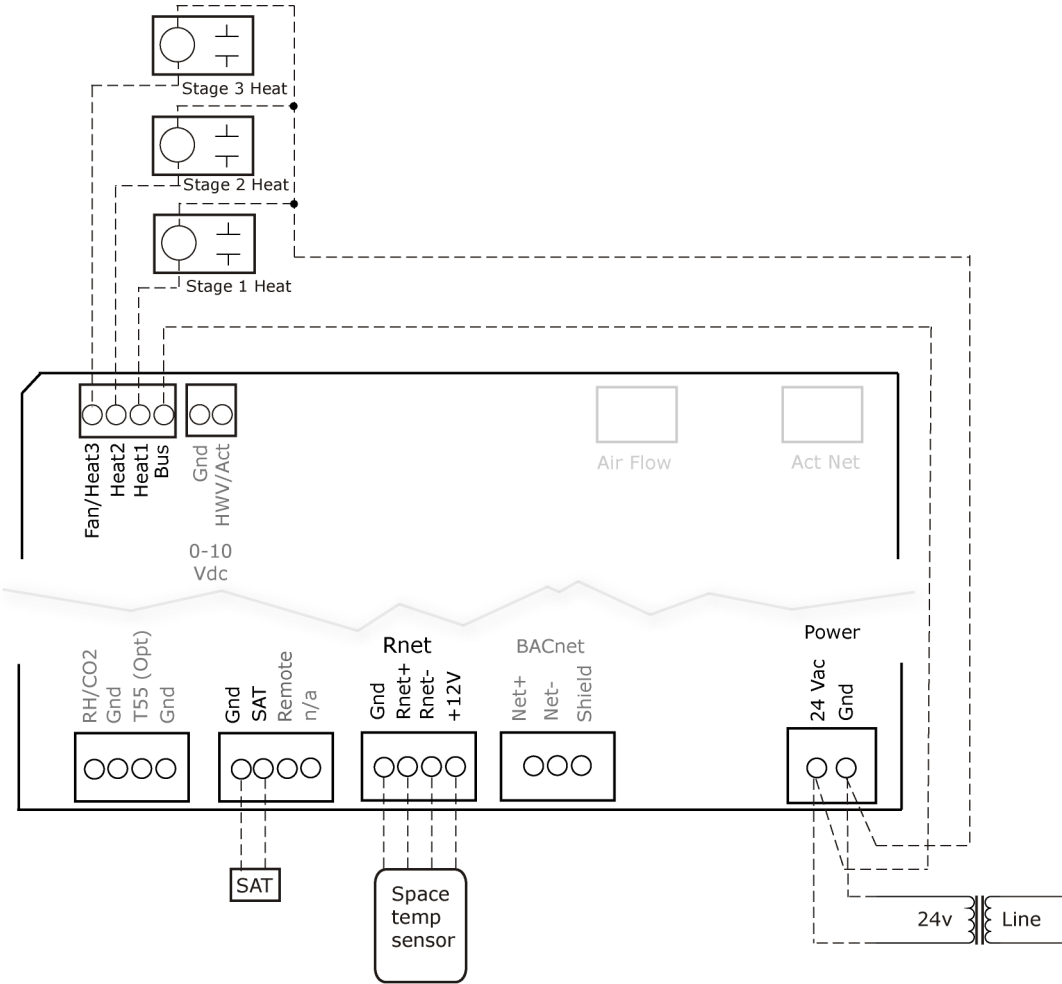 Stage 3 Heat
Stage 2 Heat
Stage 1 Heat
Fan/Heat3
Heat2
Heat1
Bus
Gnd
HWV/Act
0-10
Vdc
Air Flow
Act Net
RH/CO2
Gnd
T55 (Opt)
Gnd
Gnd
SAT
Remote
n/a
Rnet
Gnd
Rnet+
Rnet-
+12V
BACnet
Net+
Net-
Shield
Power
24 Vac
Gnd
SAT
Space
temp
sensor
24v
Line